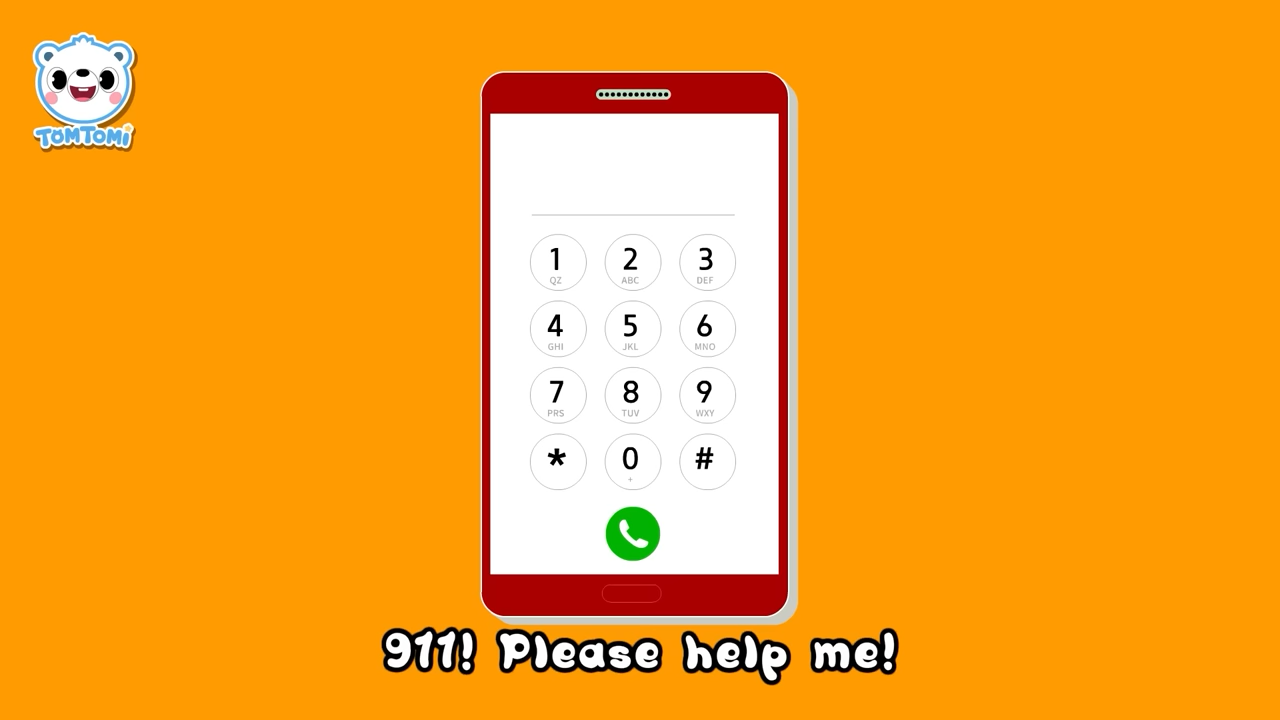 TOMTOMi
1 2 3
QZ ABC DEF
4 5 6
GHI JKL MNO
7 8 9
PRS TUV WXY
* 0 #
+
911! Please help me!